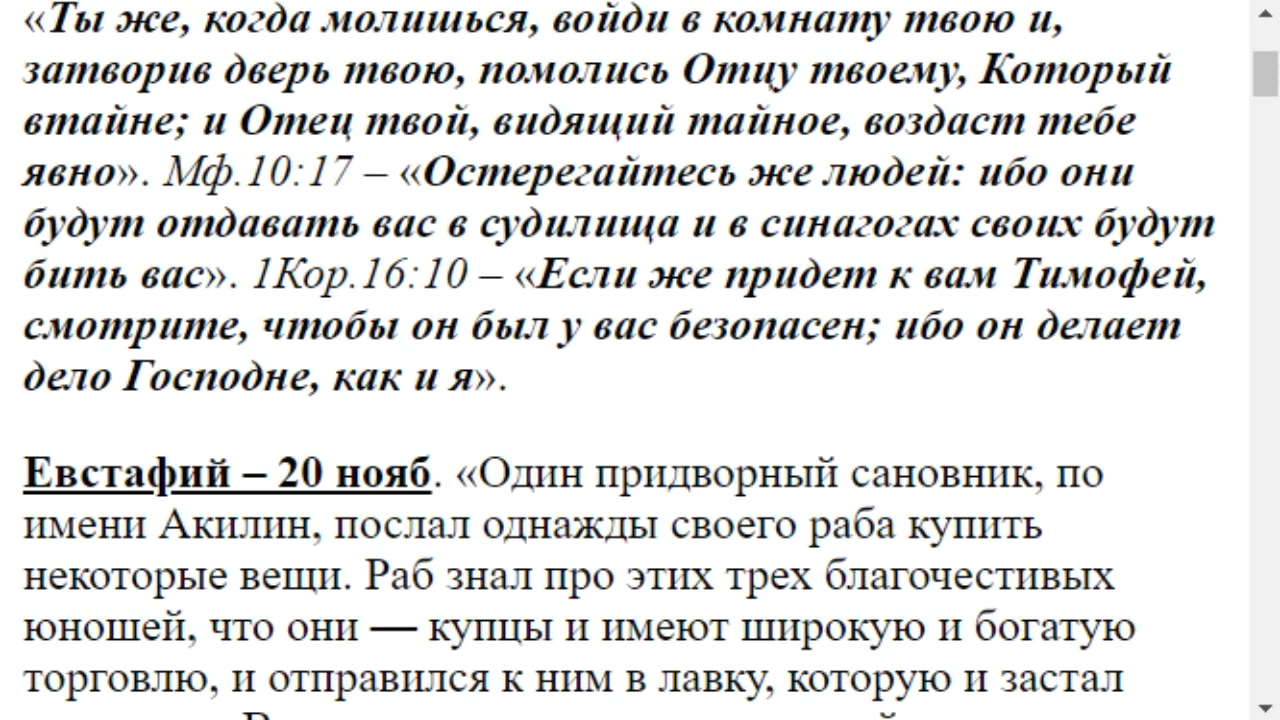 «Ты же, когда молишься, войди в комнату твою и,
затворив дверь твою, помолись Отцу твоему, Который
втайне; и Отец твой, видящий тайное, воздаст тебе
явно». Мф.10:17 – «Остерегайтесь же людей: ибо они
будут отдавать вас в судилища и в синагогах своих будут
бить вас». 1Кор.16:10 – «Если же придет к вам Тимофей,
смотрите, чтобы он был у вас безопасен; ибо он делает
дело Господне, как и я».
Евстафий – 20 нояб. «Один придворный сановник, по
имени Акилин, послал однажды своего раба купить
некоторые вещи. Раб знал про этих трех благочестивых
юношей, что они — купцы и имеют широкую и богатую
торговлю, и отправился к ним в лавку, которую и застал